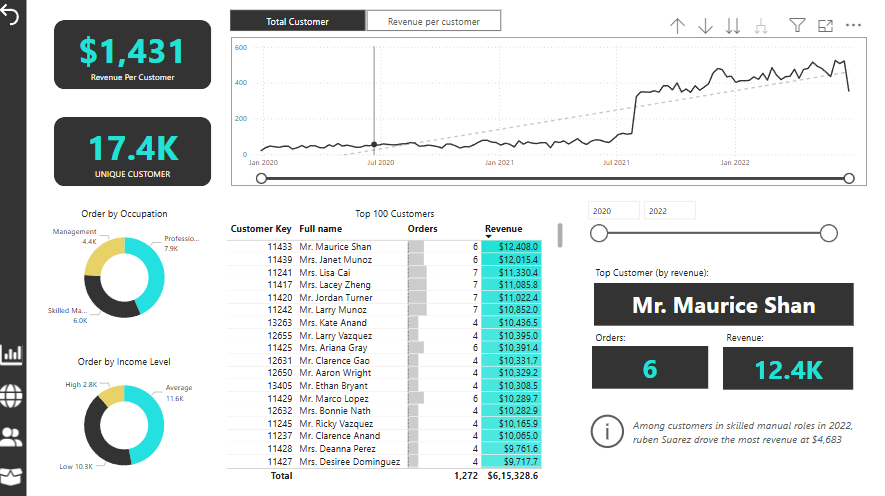 $1,431
Revenue Per Customer
17.4K
UNIQUE CUSTOMER
Total Customer
Revenue per customer
600
400
200
0
Jan 2020
Jul 2020
Jan 2021
Jul 2021
Jan 2022
Order by Occupation
Management
4.4K
Professio...
7.9K
Skilled Ma...
6.0K
Order by Income Level
High 2.8K
Average
11.6K
Low 10.3K
Top 100 Customers
Customer Key Full name Orders Revenue
11433 Mr. Maurice Shan 6 $12,408.0
11439 Mrs. Janet Munoz 6 $12,015.4
11241 Mrs. Lisa Cai 7 $11,330.4
11417 Mrs. Lacey Zheng 7 $11,085.8
11420 Mr. Jordan Turner 7 $11,022.4
11242 Mr. Larry Munoz 7 $10,852.0
13263 Mrs. Kate Anand 4 $10,436.5
12655 Mr. Larry Vazquez 4 $10,395.0
11425 Mrs. Ariana Gray 6 $10,391.4
12631 Mr. Clarence Gao 4 $10,331.7
12650 Mr. Aaron Wright 4 $10,329.2
13405 Mr. Ethan Bryant 4 $10,308.5
11429 Mr. Marco Lopez 6 $10,289.7
12632 Mrs. Bonnie Nath 4 $10,282.9
11245 Mr. Ricky Vazquez 4 $10,165.9
11237 Mr. Clarence Anand 4 $10,065.0
11428 Mrs. Deanna Perez 4 $9,761.6
11427 Mrs. Desiree Dominguez 4 $9,717.7
Total 1,272 $6,15,328.6
2020
2022
Top Customer (by revenue):
Mr. Maurice Shan
Orders:
Revenue:
6
12.4K
Among customers in skilled manual roles in 2022,
ruben Suarez drove the most revenue at $4,683